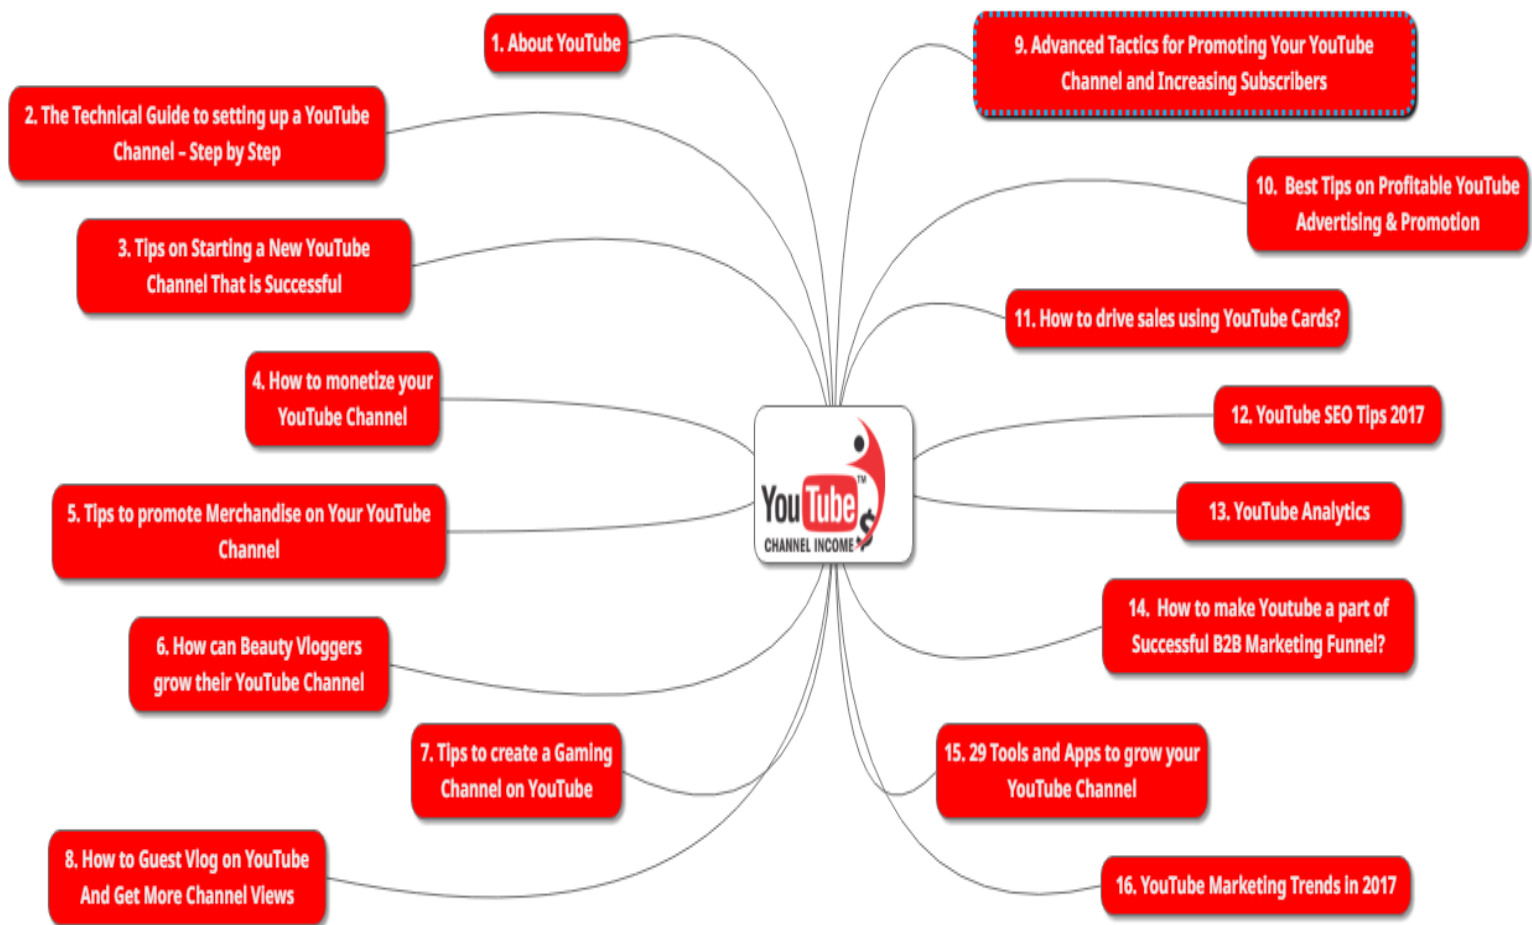 1. About YouTube
2. The Technical Guide to setting up a YouTube
Channel – Step by Step
3. Tips on Starting a New YouTube
Channel That is Successful
4. How to monetize your
YouTube Channel
5. Tips to promote Merchandise on Your YouTube
Channel
6. How can Beauty Vloggers
grow their YouTube Channel
7. Tips to create a Gaming
Channel on YouTube
8. How to Guest Vlog on YouTube
And Get More Channel Views
YouTube™
CHANNEL INCOME $
9. Advanced Tactics for Promoting Your YouTube
Channel and Increasing Subscribers
10.  Best Tips on Profitable YouTube
Advertising & Promotion
11. How to drive sales using YouTube Cards?
12. YouTube SEO Tips 2017
13. YouTube Analytics
14.  How to make Youtube a part of
Successful B2B Marketing Funnel?
15. 29 Tools and Apps to grow your
YouTube Channel
16. YouTube Marketing Trends in 2017